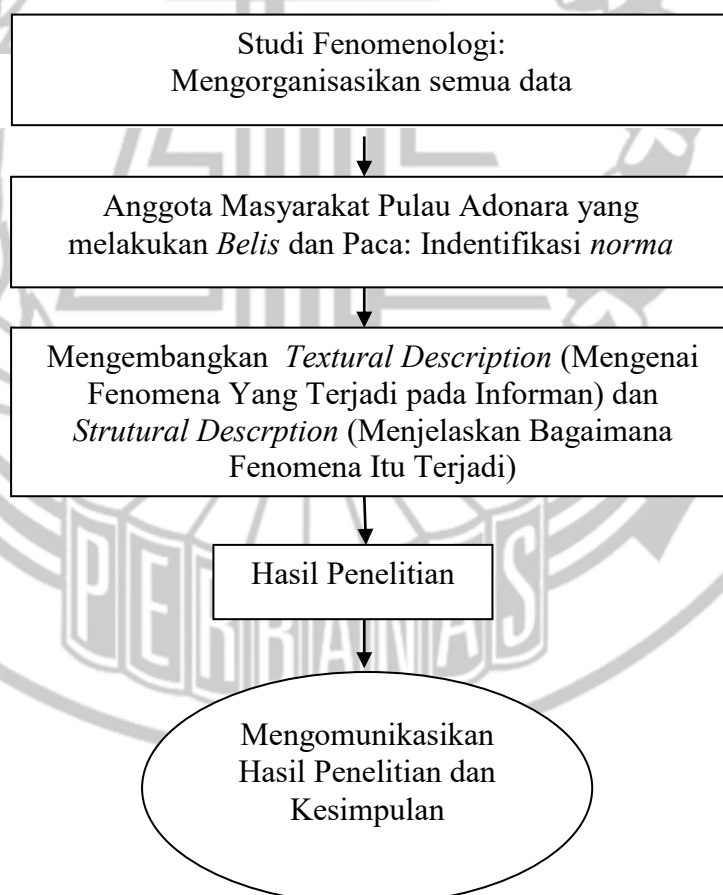 Studi Fenomenologi:
Mengorganisasikan semua data
Anggota Masyarakat Pulau Adonara yang
melakukan Belis dan Paca: Indentifikasi norma
Mengembangkan Textural Description (Mengenai
Fenomena Yang Terjadi pada Informan) dan
Strutural Descrption (Menjelaskan Bagaimana
Fenomena Itu Terjadi)
Hasil Penelitian
PERBANAS
Mengomunikasikan
Hasil Penelitian dan
Kesimpulan